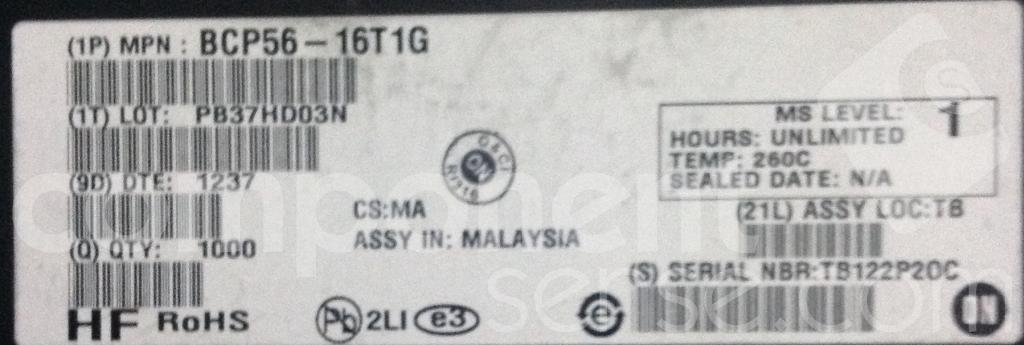 (1P) MPN : BCP56-16T1G
(1T) LOT: PB37HD03N
(9D) DTE: 1237
(Q) QTY: 1000
HF RoHS
CS:MA
ASSY IN: MALAYSIA
Pb 2LI e3
MS LEVEL: 1
HOURS: UNLIMITED
TEMP: 260C
SEALED DATE: N/A
(21L) ASSY LOC:TB
(S) SERIAL NBR:TB122P20C
e
componentsense.com